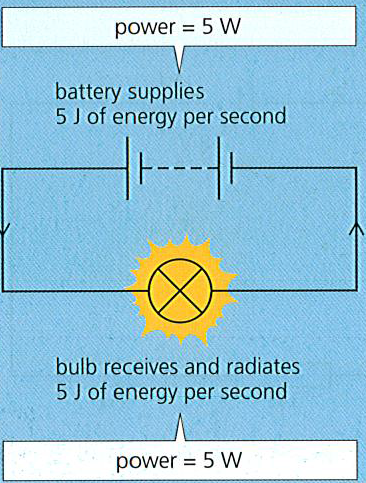 power = 5 W
battery supplies
5 J of energy per second
bulb receives and radiates
5 J of energy per second
power = 5 W